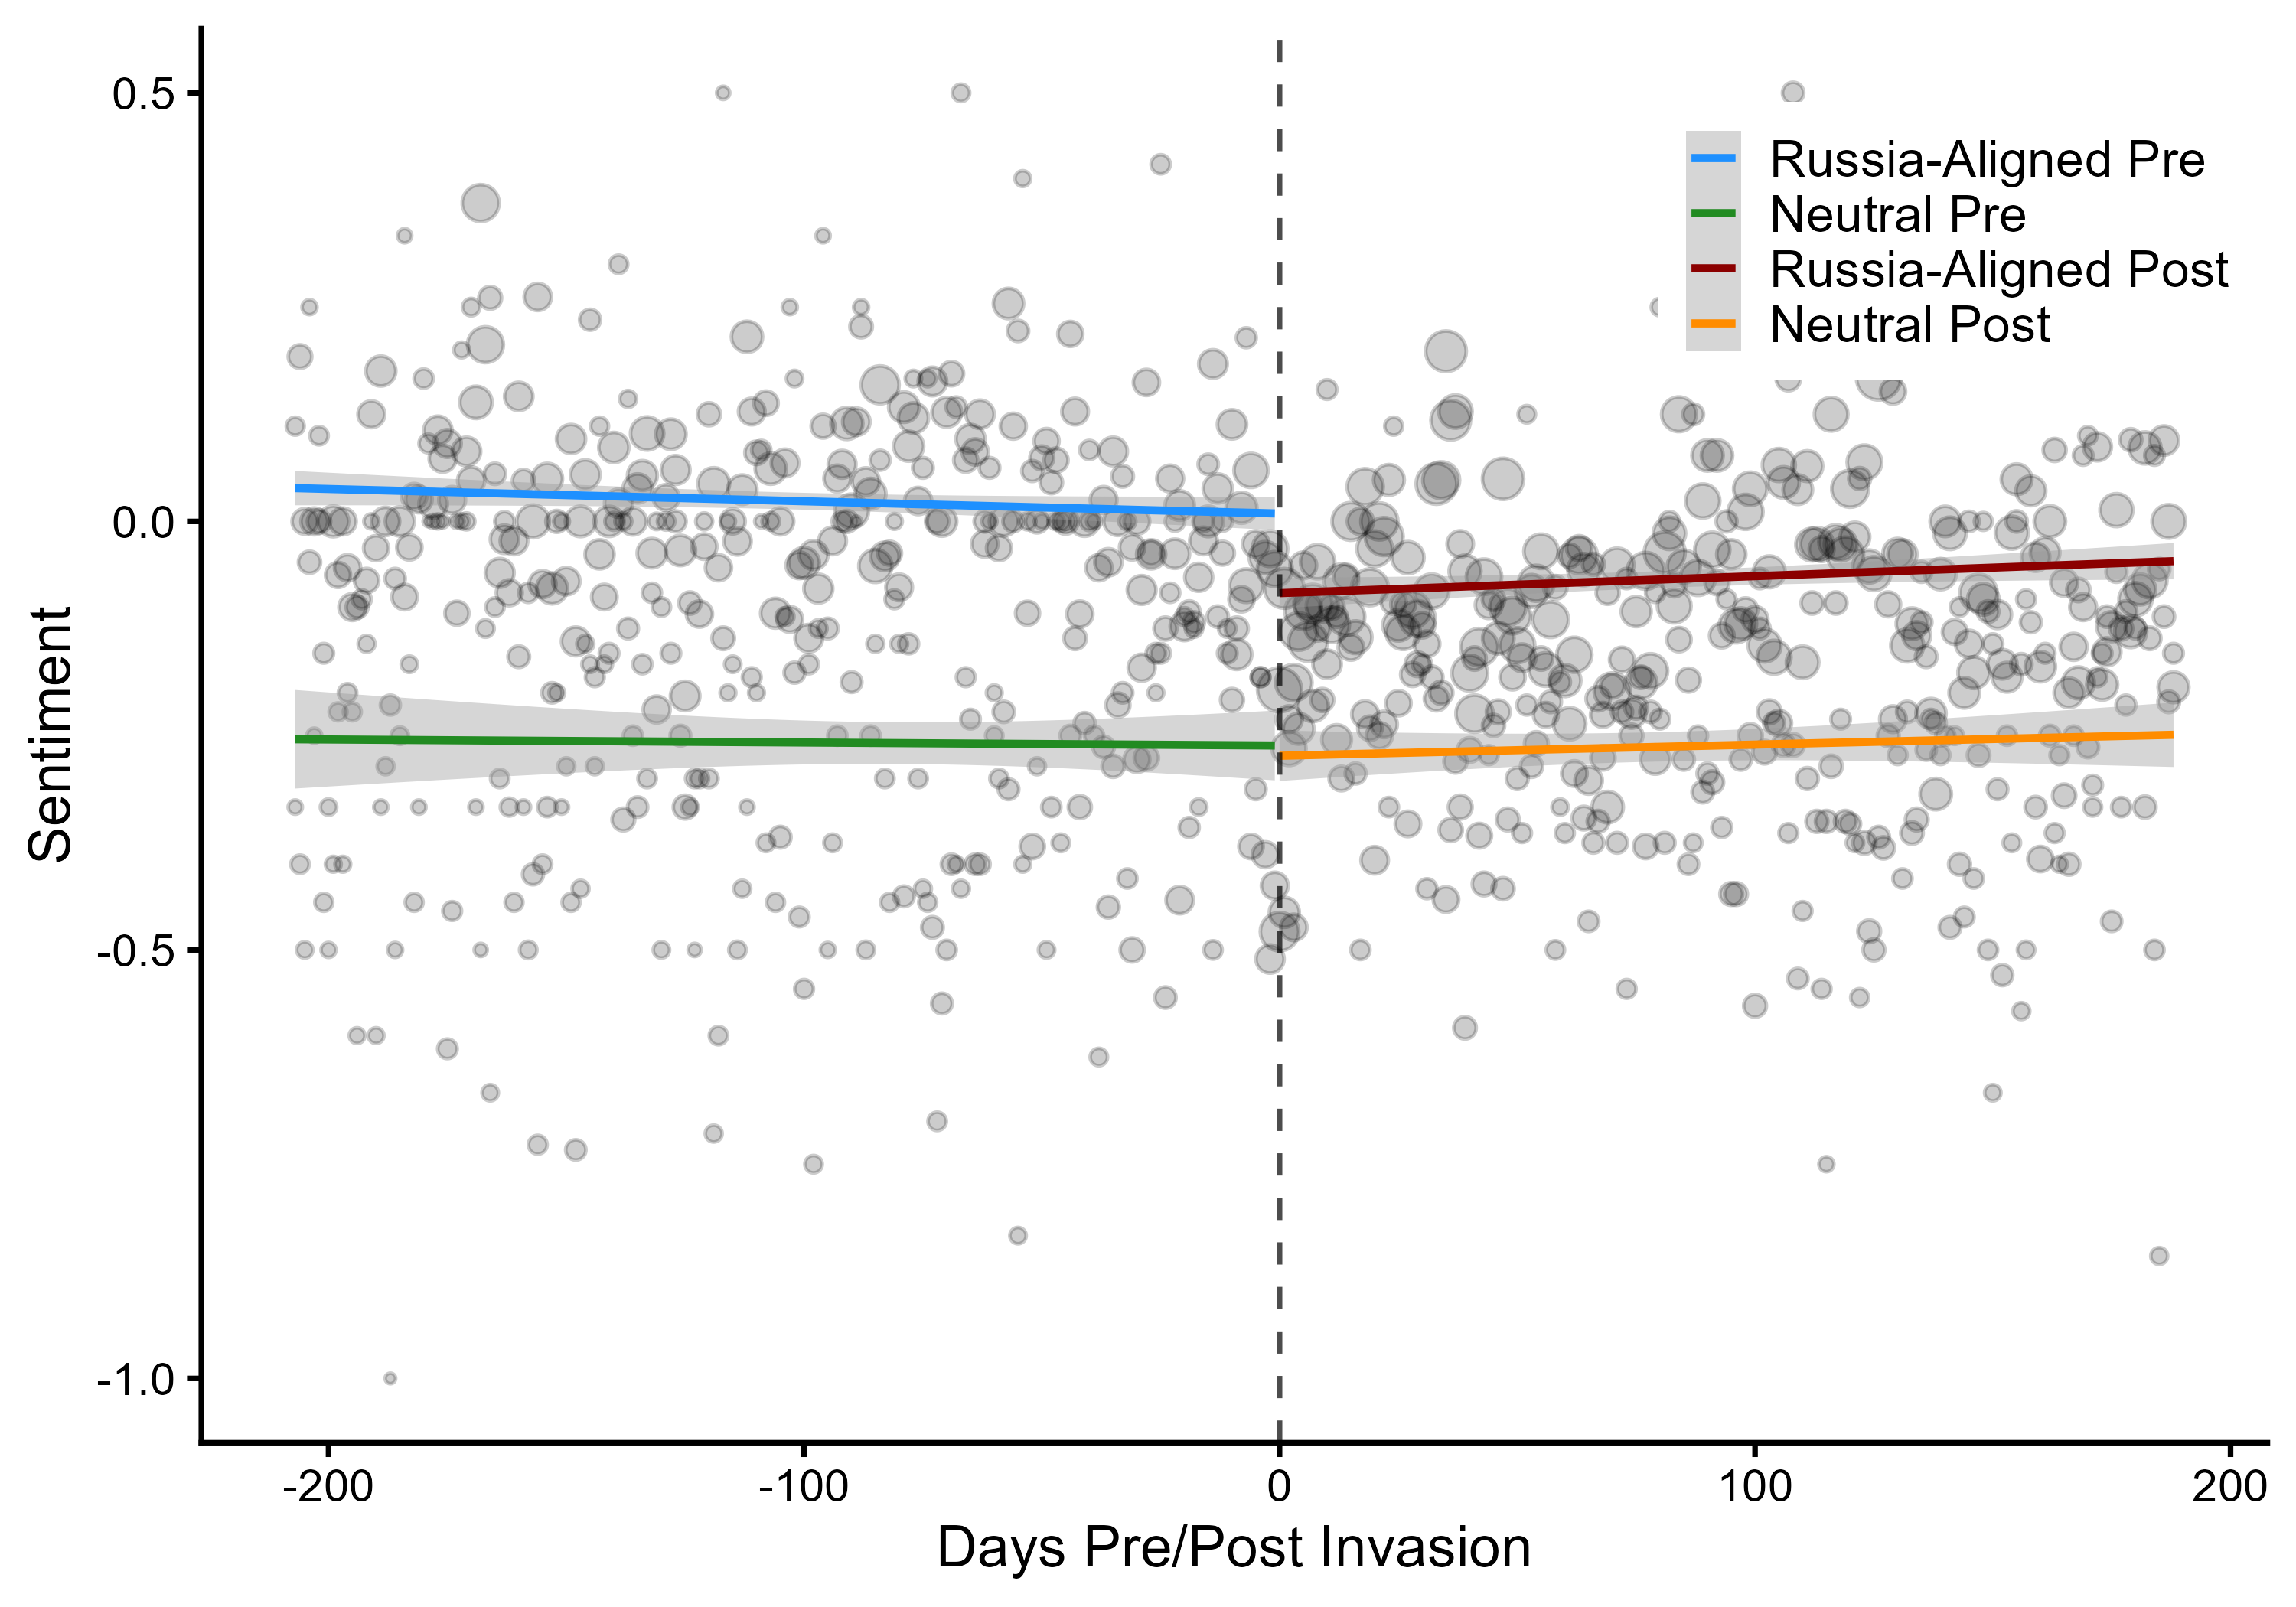 0.5
0.0
-0.5
-1.0
Sentiment
Russia-Aligned Pre
Neutral Pre
Russia-Aligned Post
Neutral Post
-200
-100
0
100
200
Days Pre/Post Invasion